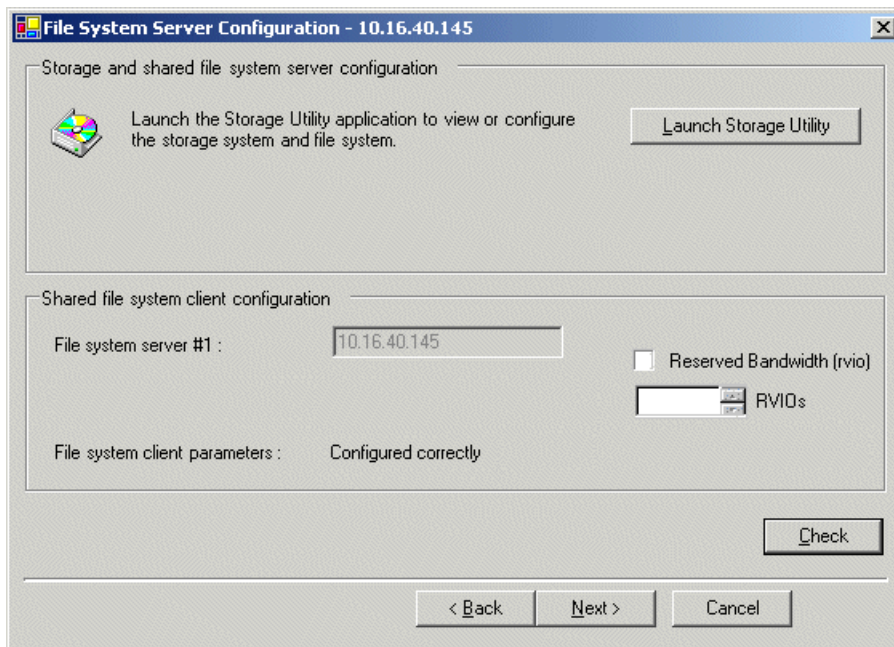 File System Server Configuration - 10.16.40.145
Storage and shared file system server configuration
Launch the Storage Utility application to view or configure
the storage system and file system.
Launch Storage Utility
Shared file system client configuration
File system server #1 :
10.16.40.145
Reserved Bandwidth (rvio)
RVIOs
File system client parameters :
Configured correctly
Check
< Back
Next >
Cancel